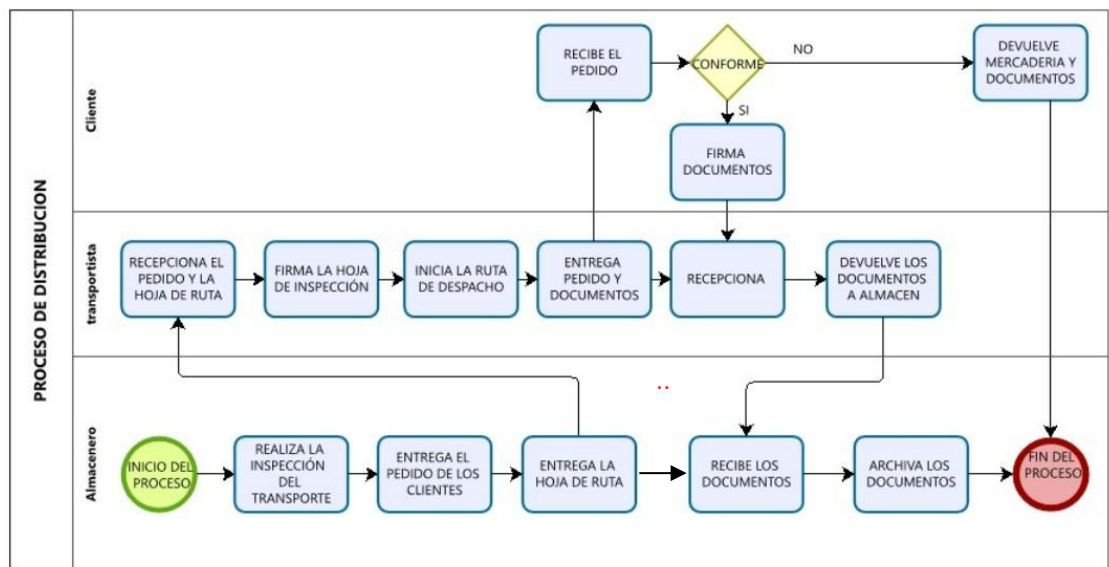 PROCESO DE DISTRIBUCION
Cliente
RECIBE EL
PEDIDO
CONFORME
NO
DEVUELVE
MERCADERIA Y
DOCUMENTOS
SI
FIRMA
DOCUMENTOS
transportista
RECEPCIONA EL
PEDIDO Y LA
HOJA DE RUTA
FIRMA LA HOJA
DE INSPECCIÓN
INICIA LA RUTA
DE DESPACHO
ENTREGA
PEDIDO Y
DOCUMENTOS
RECEPCIONA
DEVUELVE LOS
DOCUMENTOS
A ALMACEN
Almacenero
INICIO DEL
PROCESO
REALIZA LA
INSPECCIÓN
DEL
TRANSPORTE
ENTREGA EL
PEDIDO DE LOS
CLIENTES
ENTREGA LA
HOJA DE RUTA
RECIBE LOS
DOCUMENTOS
ARCHIVA LOS
DOCUMENTOS
FIN DEL
PROCESO